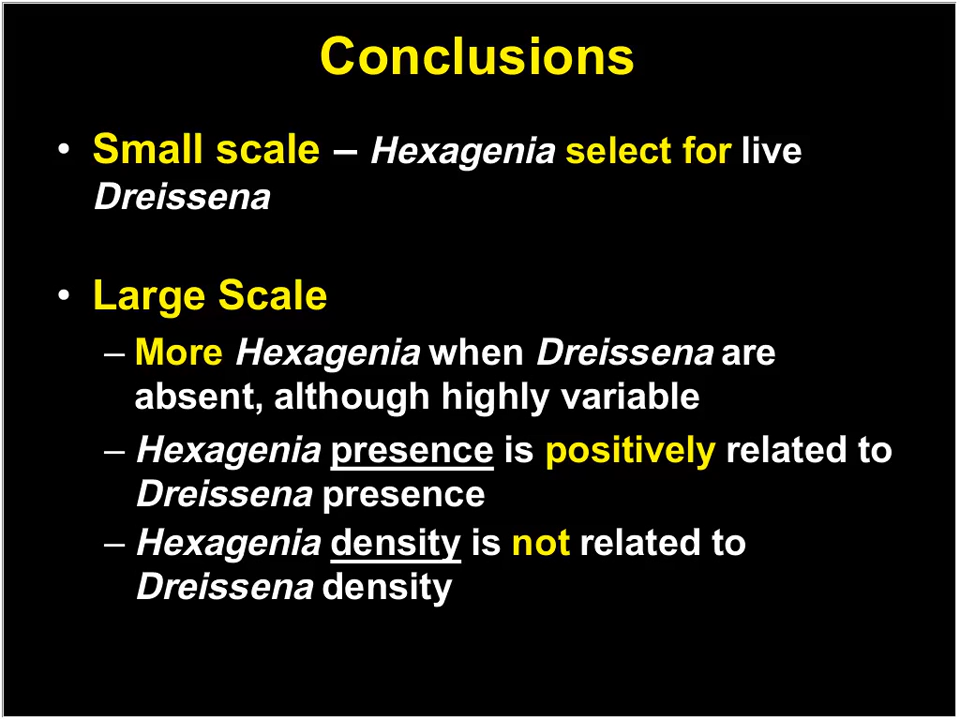 Conclusions
• Small scale – Hexagenia select for live
Dreissena
• Large Scale
– More Hexagenia when Dreissena are
absent, although highly variable
– Hexagenia presence is positively related to
Dreissena presence
– Hexagenia density is not related to
Dreissena density